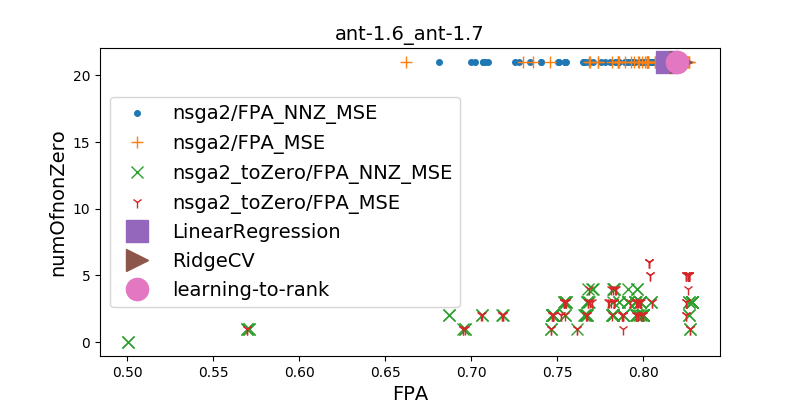 ant-1.6_ant-1.7
numOfnonZero
20
15
10
5
0
nsga2/FPA_NNZ_MSE
nsga2/FPA_MSE
nsga2_toZero/FPA_NNZ_MSE
nsga2_toZero/FPA_MSE
LinearRegression
RidgeCV
learning-to-rank
0.50 0.55 0.60 0.65 0.70 0.75 0.80
FPA